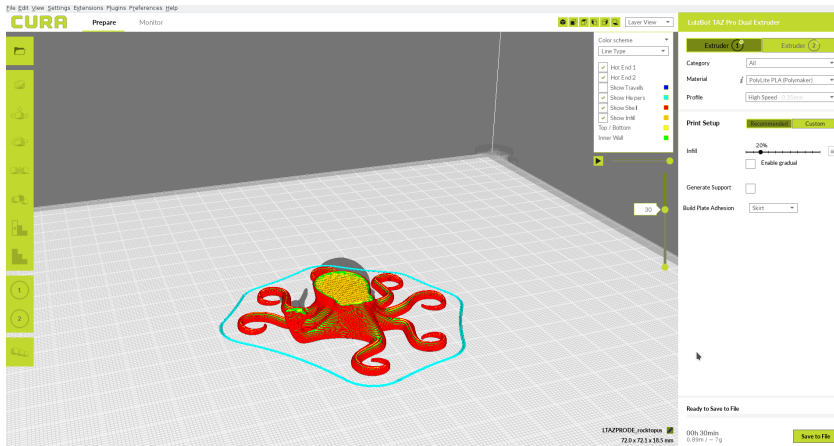 File Edit View Settings Extensions Plugins Preferences Help
CURA Prepare Monitor Layer View LulzBot TAZ Pro Dual Extruder
Color scheme
Line Type
Hot End 1
Hot End 2
Show Travels
Show Helpers
Show Shell
Show Infill
Top / Bottom
Inner Wall
30
1
2
Extruder 1 Extruder 2
Category All
Material i PolyLite PLA (Polymaker)
Profile High Speed 0.35mm
Print Setup Recommended Custom
20%
Infill
Enable gradual
Generate Support
Build Plate Adhesion Skirt
LTAZPRODE_rocktopus
72.0 x 72.1 x 18.5 mm
Ready to Save to File
00h 30min
0.89m / ~ 7g
Save to File